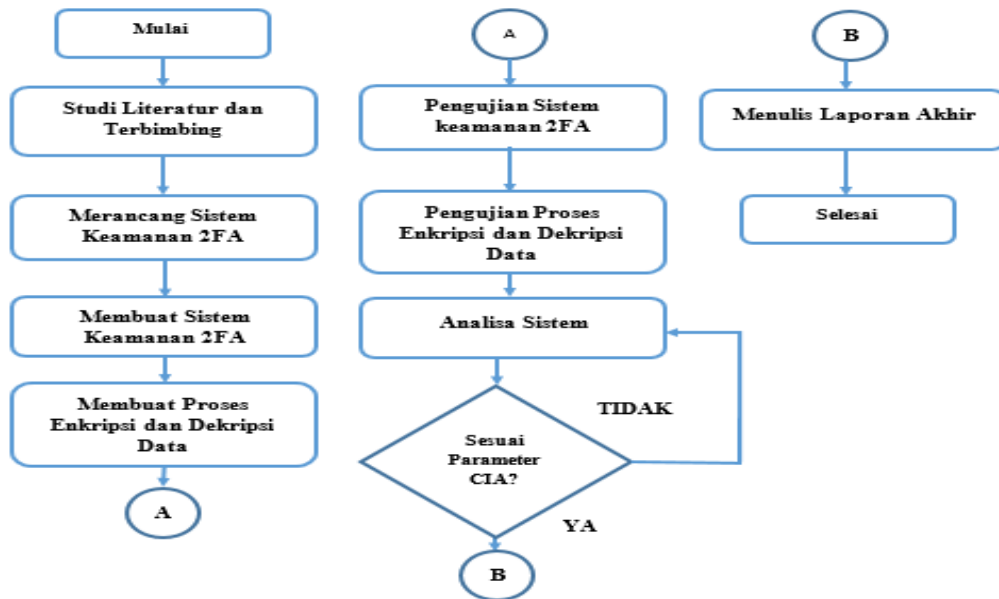 Mulai
Studi Literatur dan
Terbimbing
Merancang Sistem
Keamanan 2FA
Membuat Sistem
Keamanan 2FA
Membuat Proses
Enkripsi dan Dekripsi
Data
A
A
Pengujian Sistem
keamanan 2FA
Pengujian Proses
Enkripsi dan Dekripsi
Data
Analisa Sistem
TIDAK
Sesuai
Parameter
CIA?
YA
B
B
Menulis Laporan Akhir
Selesai